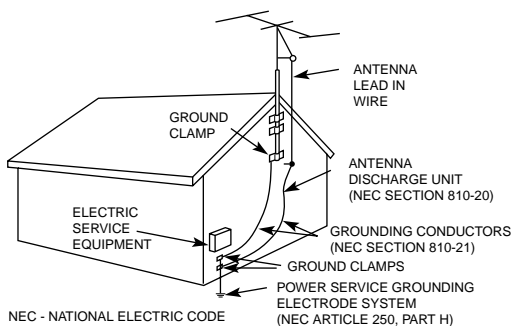 ANTENNA
LEAD IN
WIRE
GROUND
CLAMP
ANTENNA
DISCHARGE UNIT
(NEC SECTION 810-20)
ELECTRIC
SERVICE
EQUIPMENT
GROUNDING CONDUCTORS
(NEC SECTION 810-21)
GROUND CLAMPS
POWER SERVICE GROUNDING
ELECTRODE SYSTEM
(NEC ARTICLE 250, PART H)
NEC - NATIONAL ELECTRIC CODE